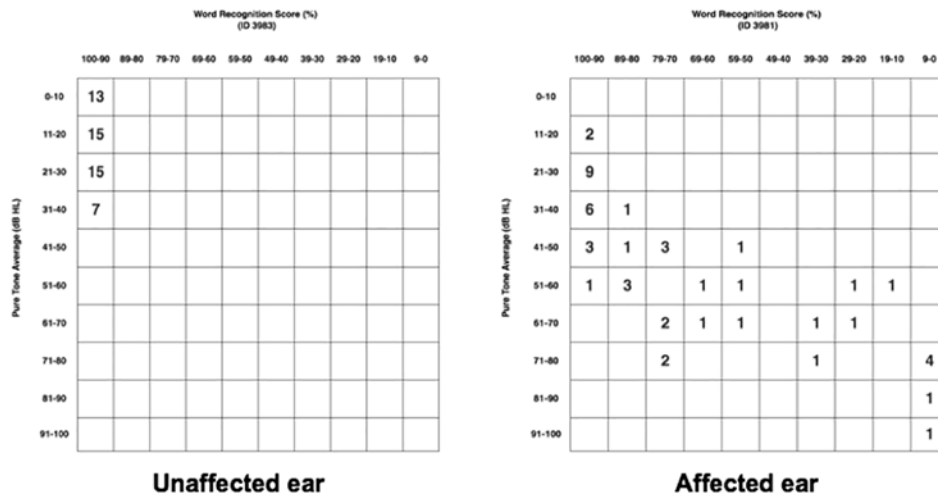 Word Recognition Score (%)
(ID 3983)
100-90 89-80 79-70 69-60 59-50 49-40 39-30 29-20 19-10 9-0
Pure Tone Average (dB HL)
0-10 13
11-20 15
21-30 15
31-40 7
41-50
51-60
61-70
71-80
81-90
91-100
Unaffected ear
Word Recognition Score (%)
(ID 3981)
100-90 89-80 79-70 69-60 59-50 49-40 39-30 29-20 19-10 9-0
Pure Tone Average (dB HL)
0-10
11-20 2
21-30 9
31-40 6 1
41-50 3 1 3 1
51-60 1 3 1 1 1 1
61-70 2 1 1 1 1
71-80 2 1 4
81-90 1
91-100 1
Affected ear